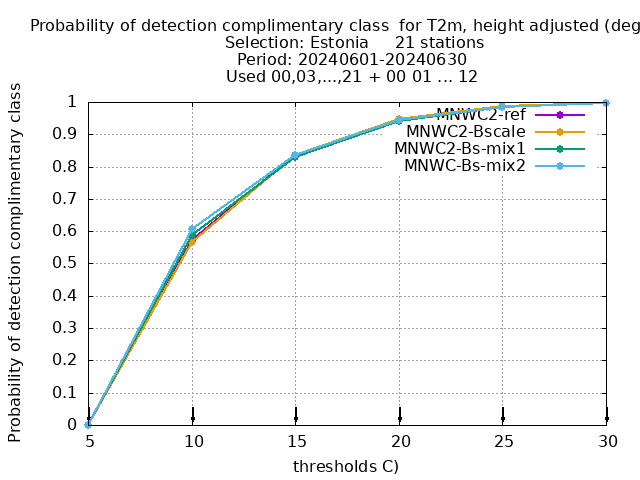 Probability of detection complimentary class  for T2m, height adjusted (deg
Selection: Estonia     21 stations
Period: 20240601-20240630
Used 00,03,...,21 + 00 01 ... 12
Probability of detection complimentary class
1
0.9
0.8
0.7
0.6
0.5
0.4
0.3
0.2
0.1
0
MNWC2-ref
MNWC2-Bscale
MNWC2-Bs-mix1
MNWC-Bs-mix2
5 10 15 20 25 30
thresholds C)